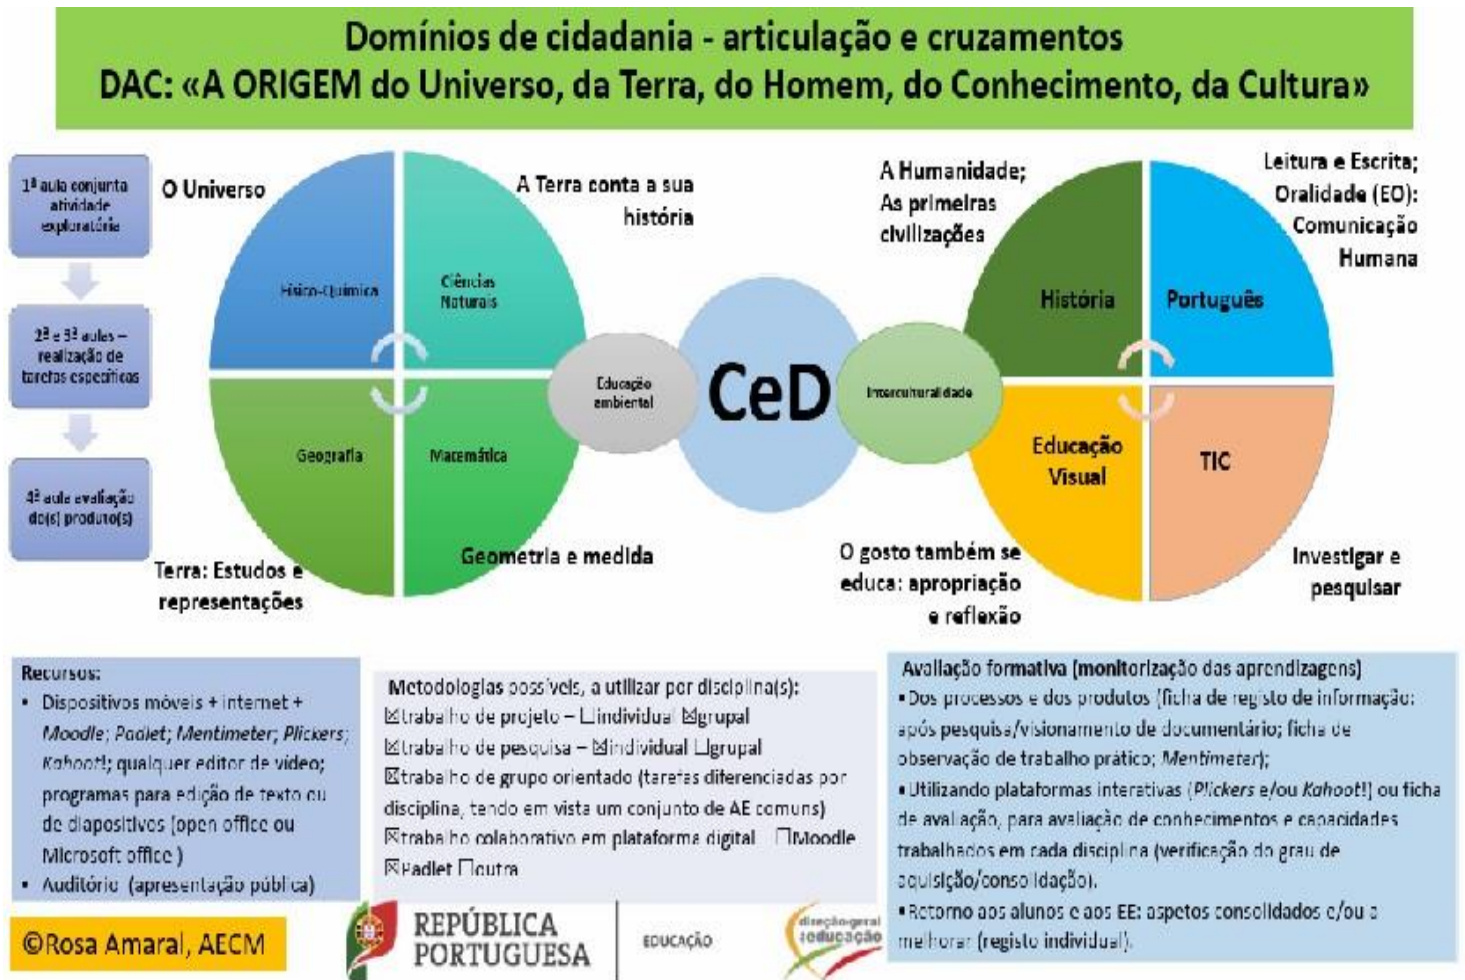 Domínios de cidadania - articulação e cruzamentos
DAC: «A ORIGEM do Universo, da Terra, do Homem, do Conhecimento, da Cultura»
1ª aula conjunta
atividade
exploratória
2ª e 3ª aulas –
realização de
tarefas específicas
4ª aula avaliação
do(s) produto(s)
O Universo
A Terra conta a sua
história
Físico-Química
Ciências
Naturais
Geografia
Matemática
Terra: Estudos e
representações
Geometria e medida
Educação
ambiental
CeD
Interculturalidade
A Humanidade;
As primeiras
civilizações
Leitura e Escrita;
Oralidade (EO):
Comunicação
Humana
História
Português
Educação
Visual
TIC
O gosto também se
educa: apropriação
e reflexão
Investigar e
pesquisar
Recursos:
▪ Dispositivos móveis + internet +
Moodle; Padlet; Mentimeter; Plickers;
Kahoot!; qualquer editor de vídeo;
programas para edição de texto ou
de diapositivos (open office ou
Microsoft office )
▪ Auditório (apresentação pública)
Metodologias possíveis, a utilizar por disciplina(s):
☒trabalho de projeto – ☐individual ☒grupal
☒trabalho de pesquisa – ☒individual ☐grupal
☒trabalho de grupo orientado (tarefas diferenciadas por
disciplina, tendo em vista um conjunto de AE comuns)
☒trabalho colaborativo em plataforma digital ☐Moodle
☒Padlet ☐outra
Avaliação formativa (monitorização das aprendizagens)
▪Dos processos e dos produtos (ficha de registo de informação:
após pesquisa/visionamento de documentário; ficha de
observação de trabalho prático; Mentimeter);
▪Utilizando plataformas interativas (Plickers e/ou Kahoot!) ou ficha
de avaliação, para avaliação de conhecimentos e capacidades
trabalhados em cada disciplina (verificação do grau de
aquisição/consolidação).
▪Retorno aos alunos e aos EE: aspetos consolidados e/ou a
melhorar (registo individual).
©Rosa Amaral, AECM
REPÚBLICA
PORTUGUESA
EDUCAÇÃO
direção-geral
educação